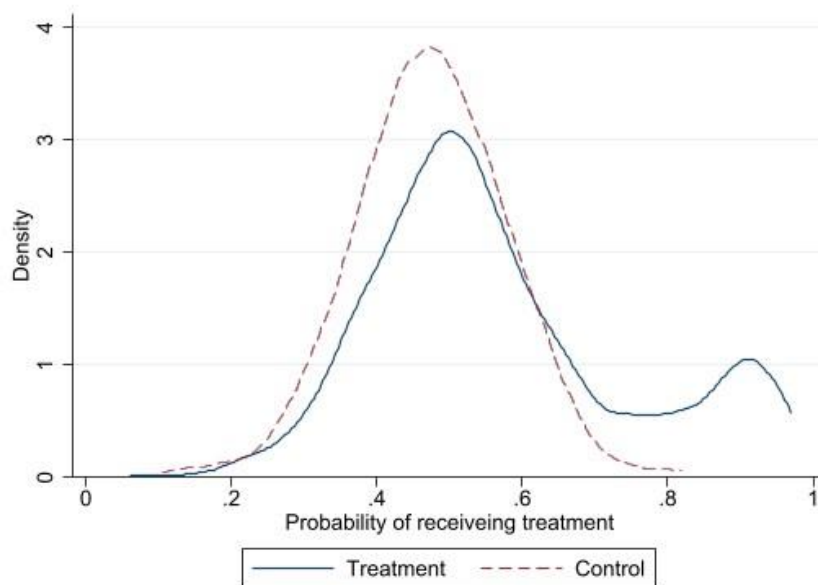 4
3
2
1
0
Density
0 .2 .4 .6 .8 1
Probability of receiveing treatment
Treatment Control